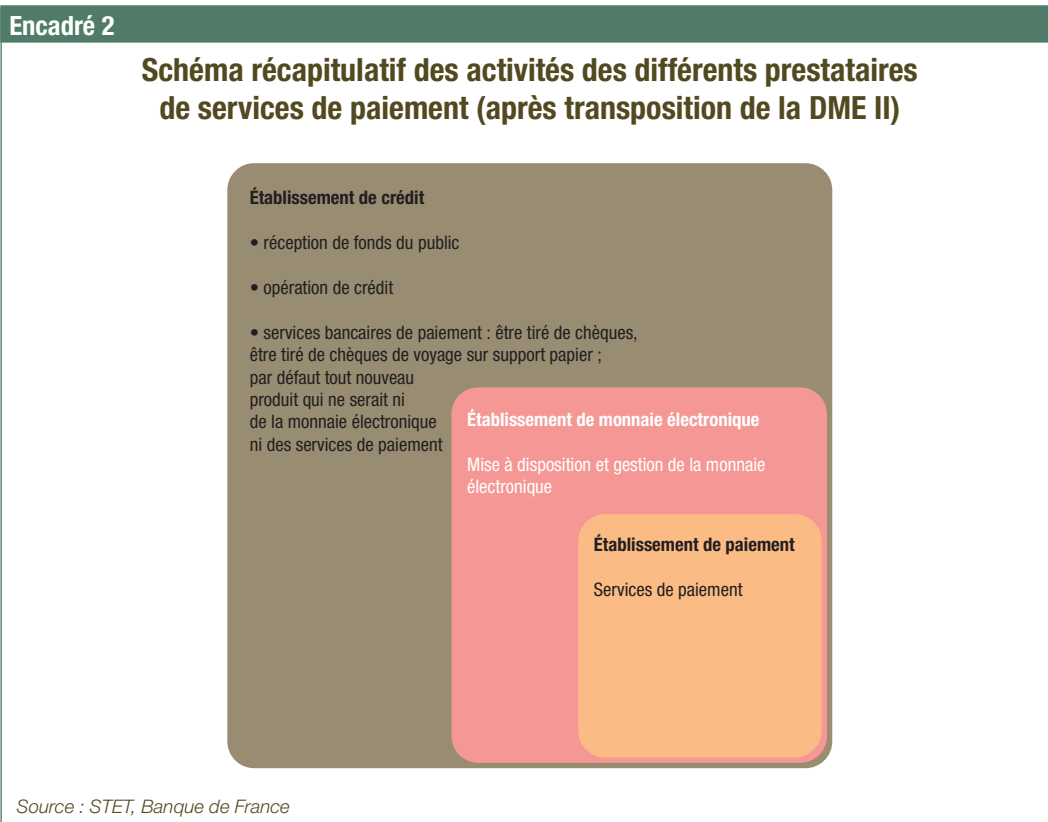 Encadré 2
Schéma récapitulatif des activités des différents prestataires
de services de paiement (après transposition de la DME II)
Établissement de crédit
• réception de fonds du public
• opération de crédit
• services bancaires de paiement : être tiré de chèques,
être tiré de chèques de voyage sur support papier ;
par défaut tout nouveau
produit qui ne serait ni
de la monnaie électronique
ni des services de paiement
Établissement de monnaie électronique
Mise à disposition et gestion de la monnaie
électronique
Établissement de paiement
Services de paiement
Source : STET, Banque de France